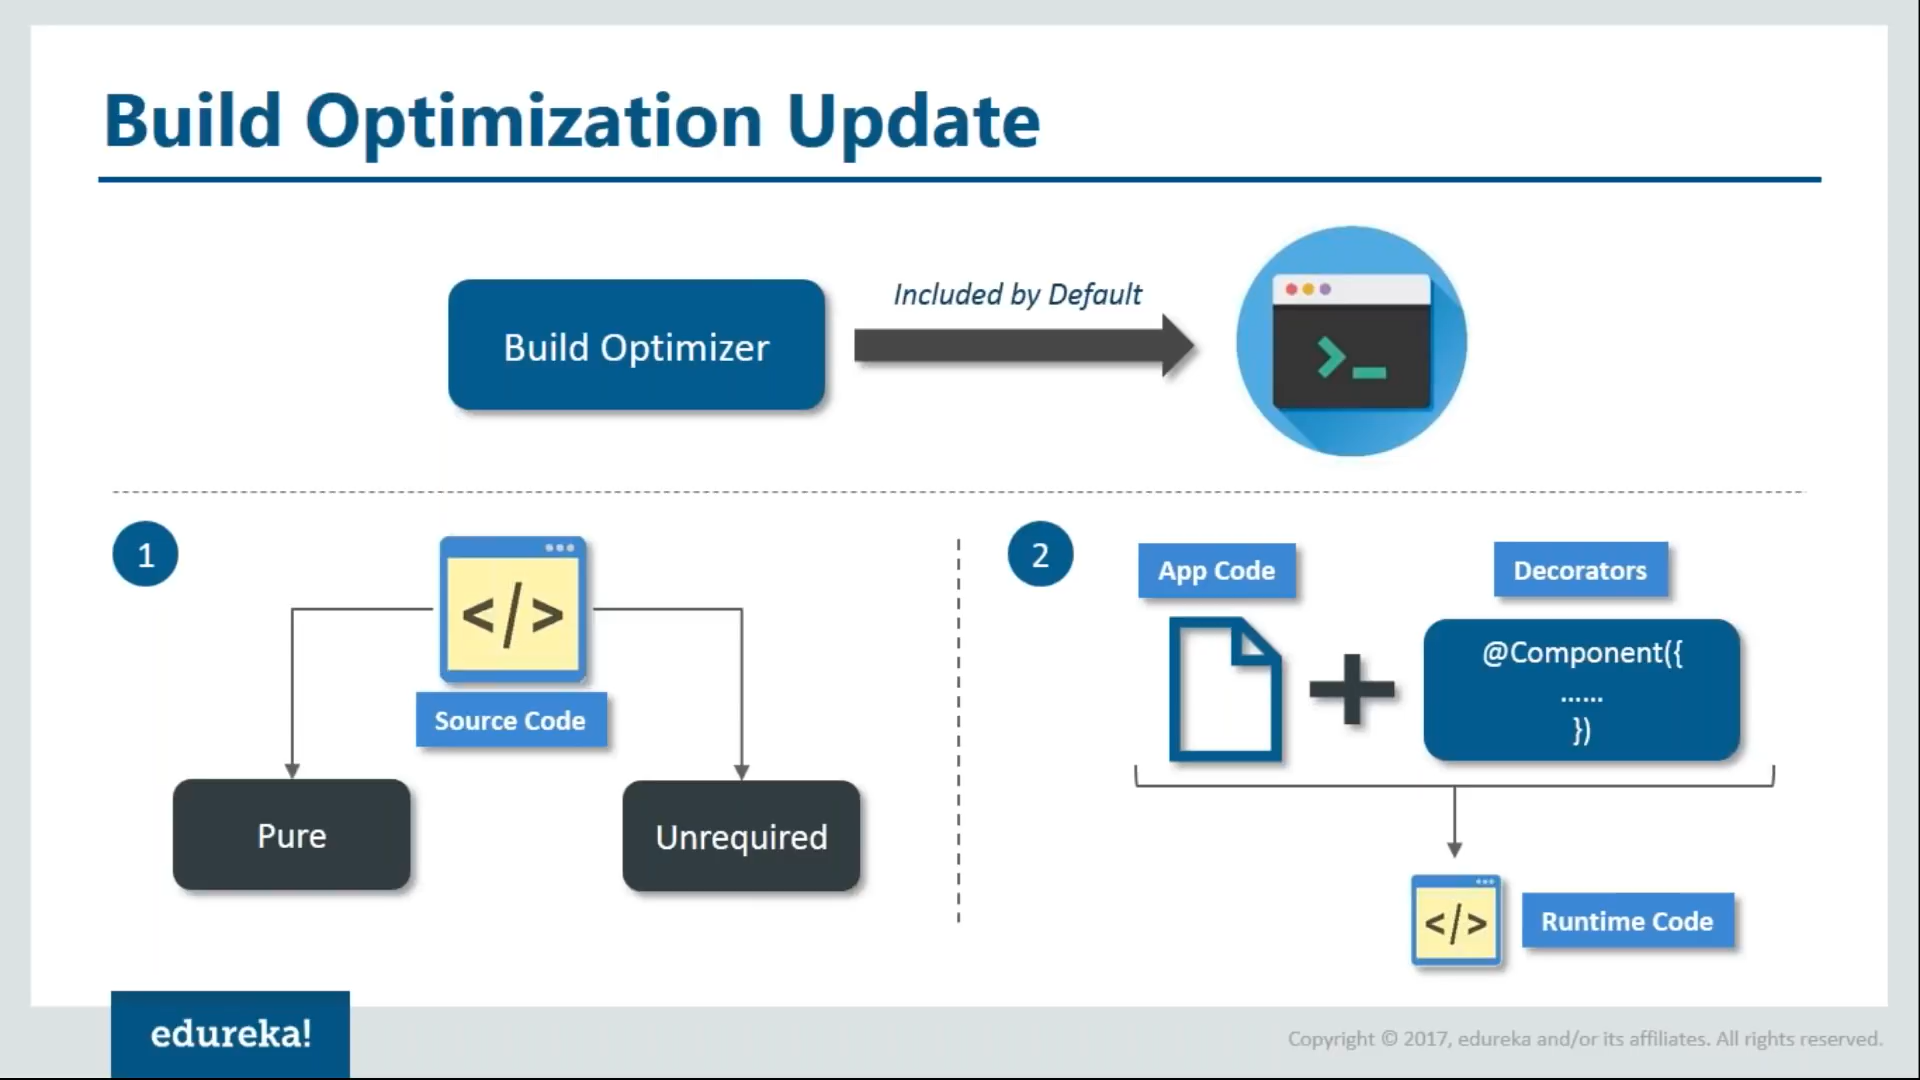 Build Optimization Update
Build Optimizer
Included by Default
>_
1
</>
Source Code
Pure
Unrequired
2
App Code
Decorators
@Component({
......
})
</>
Runtime Code
edureka!
Copyright © 2017, edureka and/or its affiliates. All rights reserved.